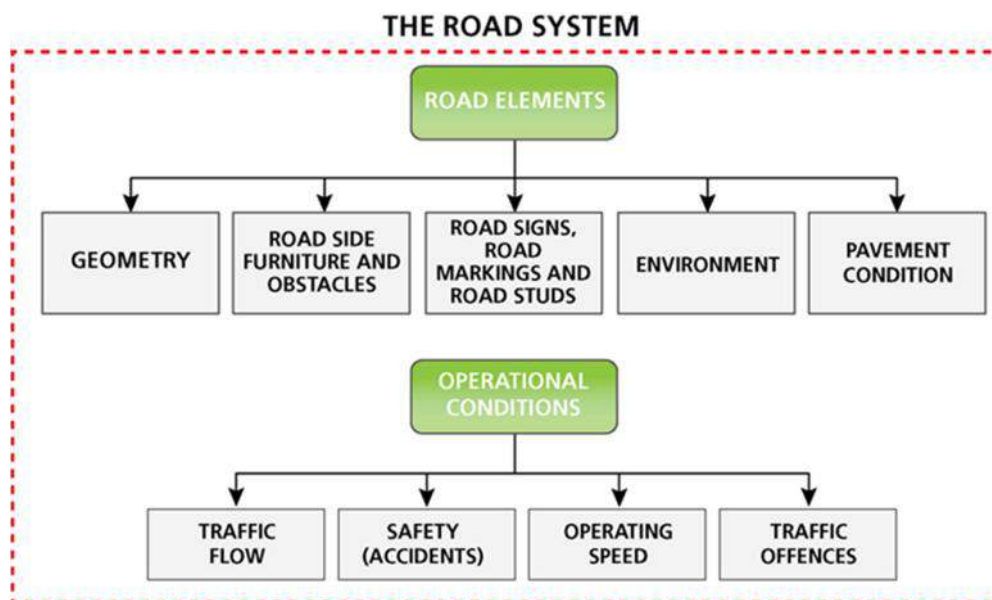 THE ROAD SYSTEM
ROAD ELEMENTS
GEOMETRY
ROAD SIDE
FURNITURE AND
OBSTACLES
ROAD SIGNS,
ROAD
MARKINGS AND
ROAD STUDS
ENVIRONMENT
PAVEMENT
CONDITION
OPERATIONAL
CONDITIONS
TRAFFIC
FLOW
SAFETY
(ACCIDENTS)
OPERATING
SPEED
TRAFFIC
OFFENCES